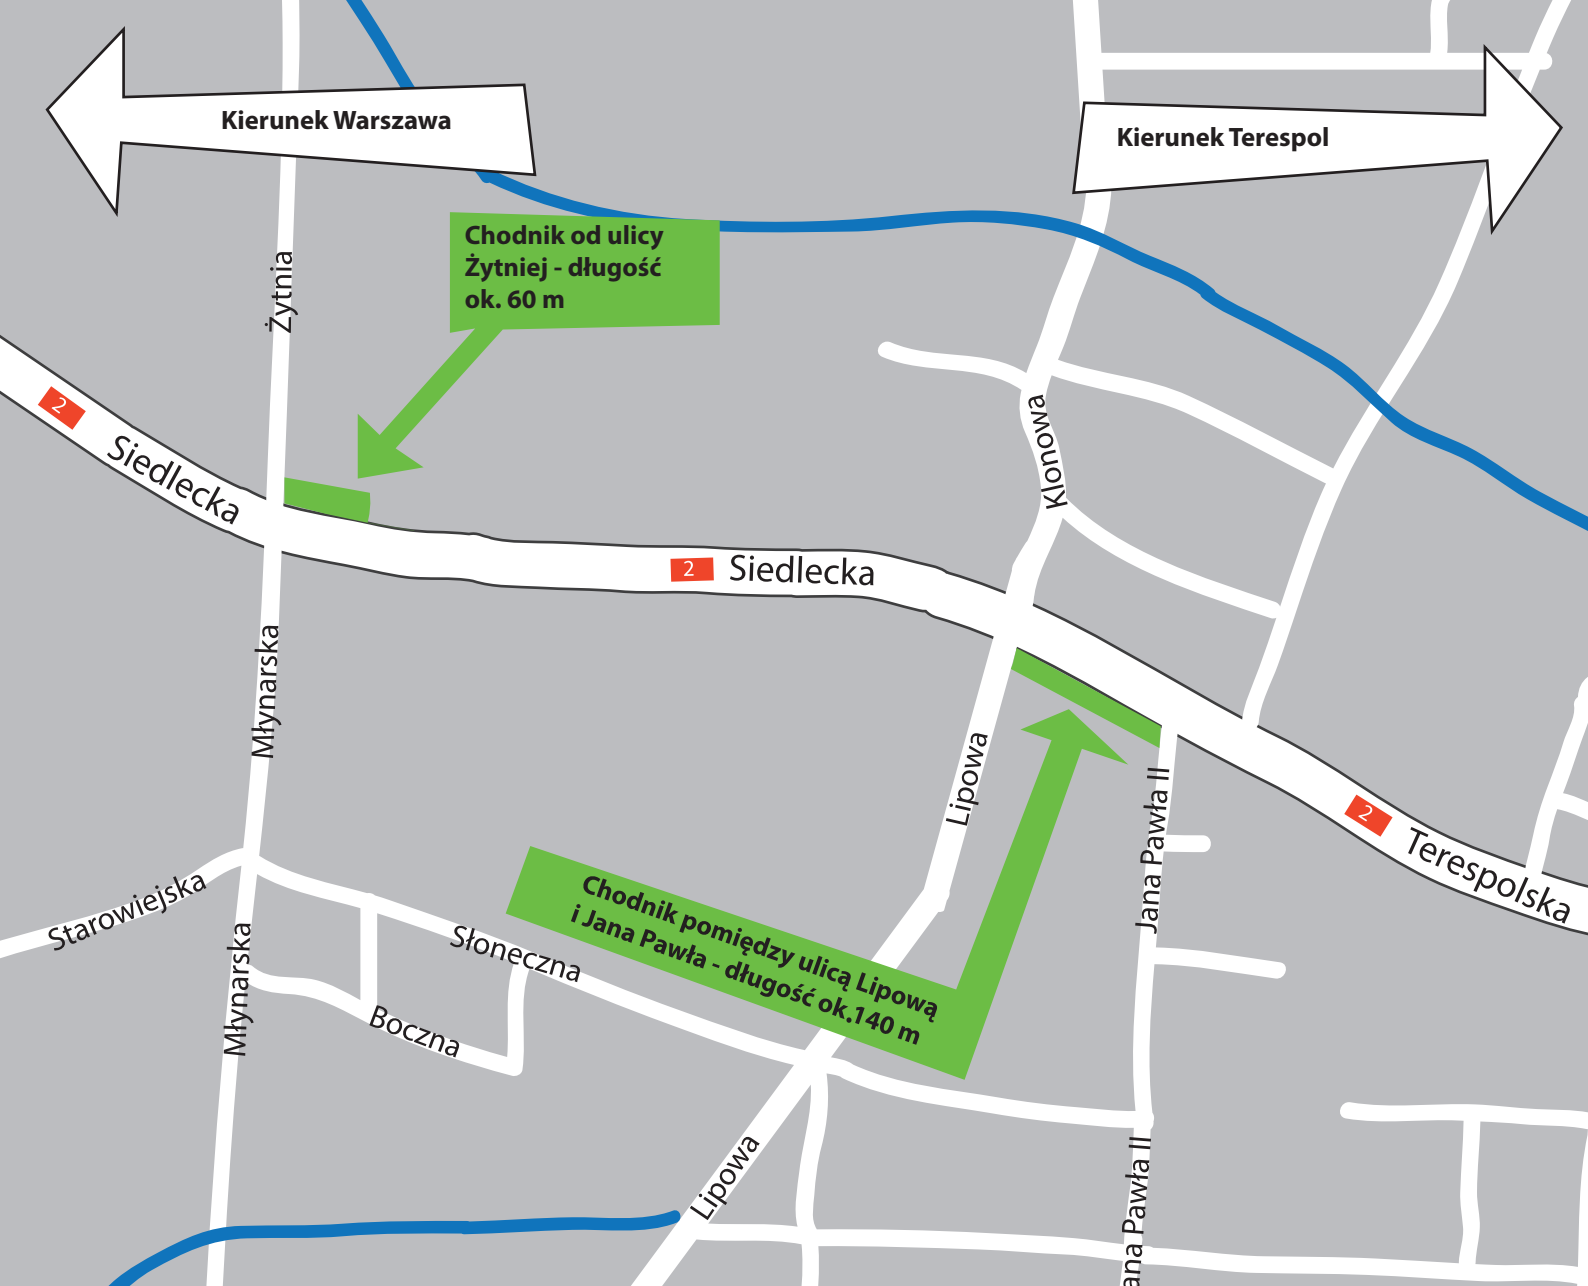 Kierunek Warszawa
Kierunek Terespol
Chodnik od ulicy
Żytniej - długość
ok. 60 m
Żytnia
2
Siedlecka
Klonowa
2
Siedlecka
Młynarska
Lipowa
Jana Pawła II
2
Terespolska
Starowiejska
Młynarska
Słoneczna
Boczna
Chodnik pomiędzy ulicą Lipową
i Jana Pawła - długość ok.140 m
Lipowa
ana Pawła II